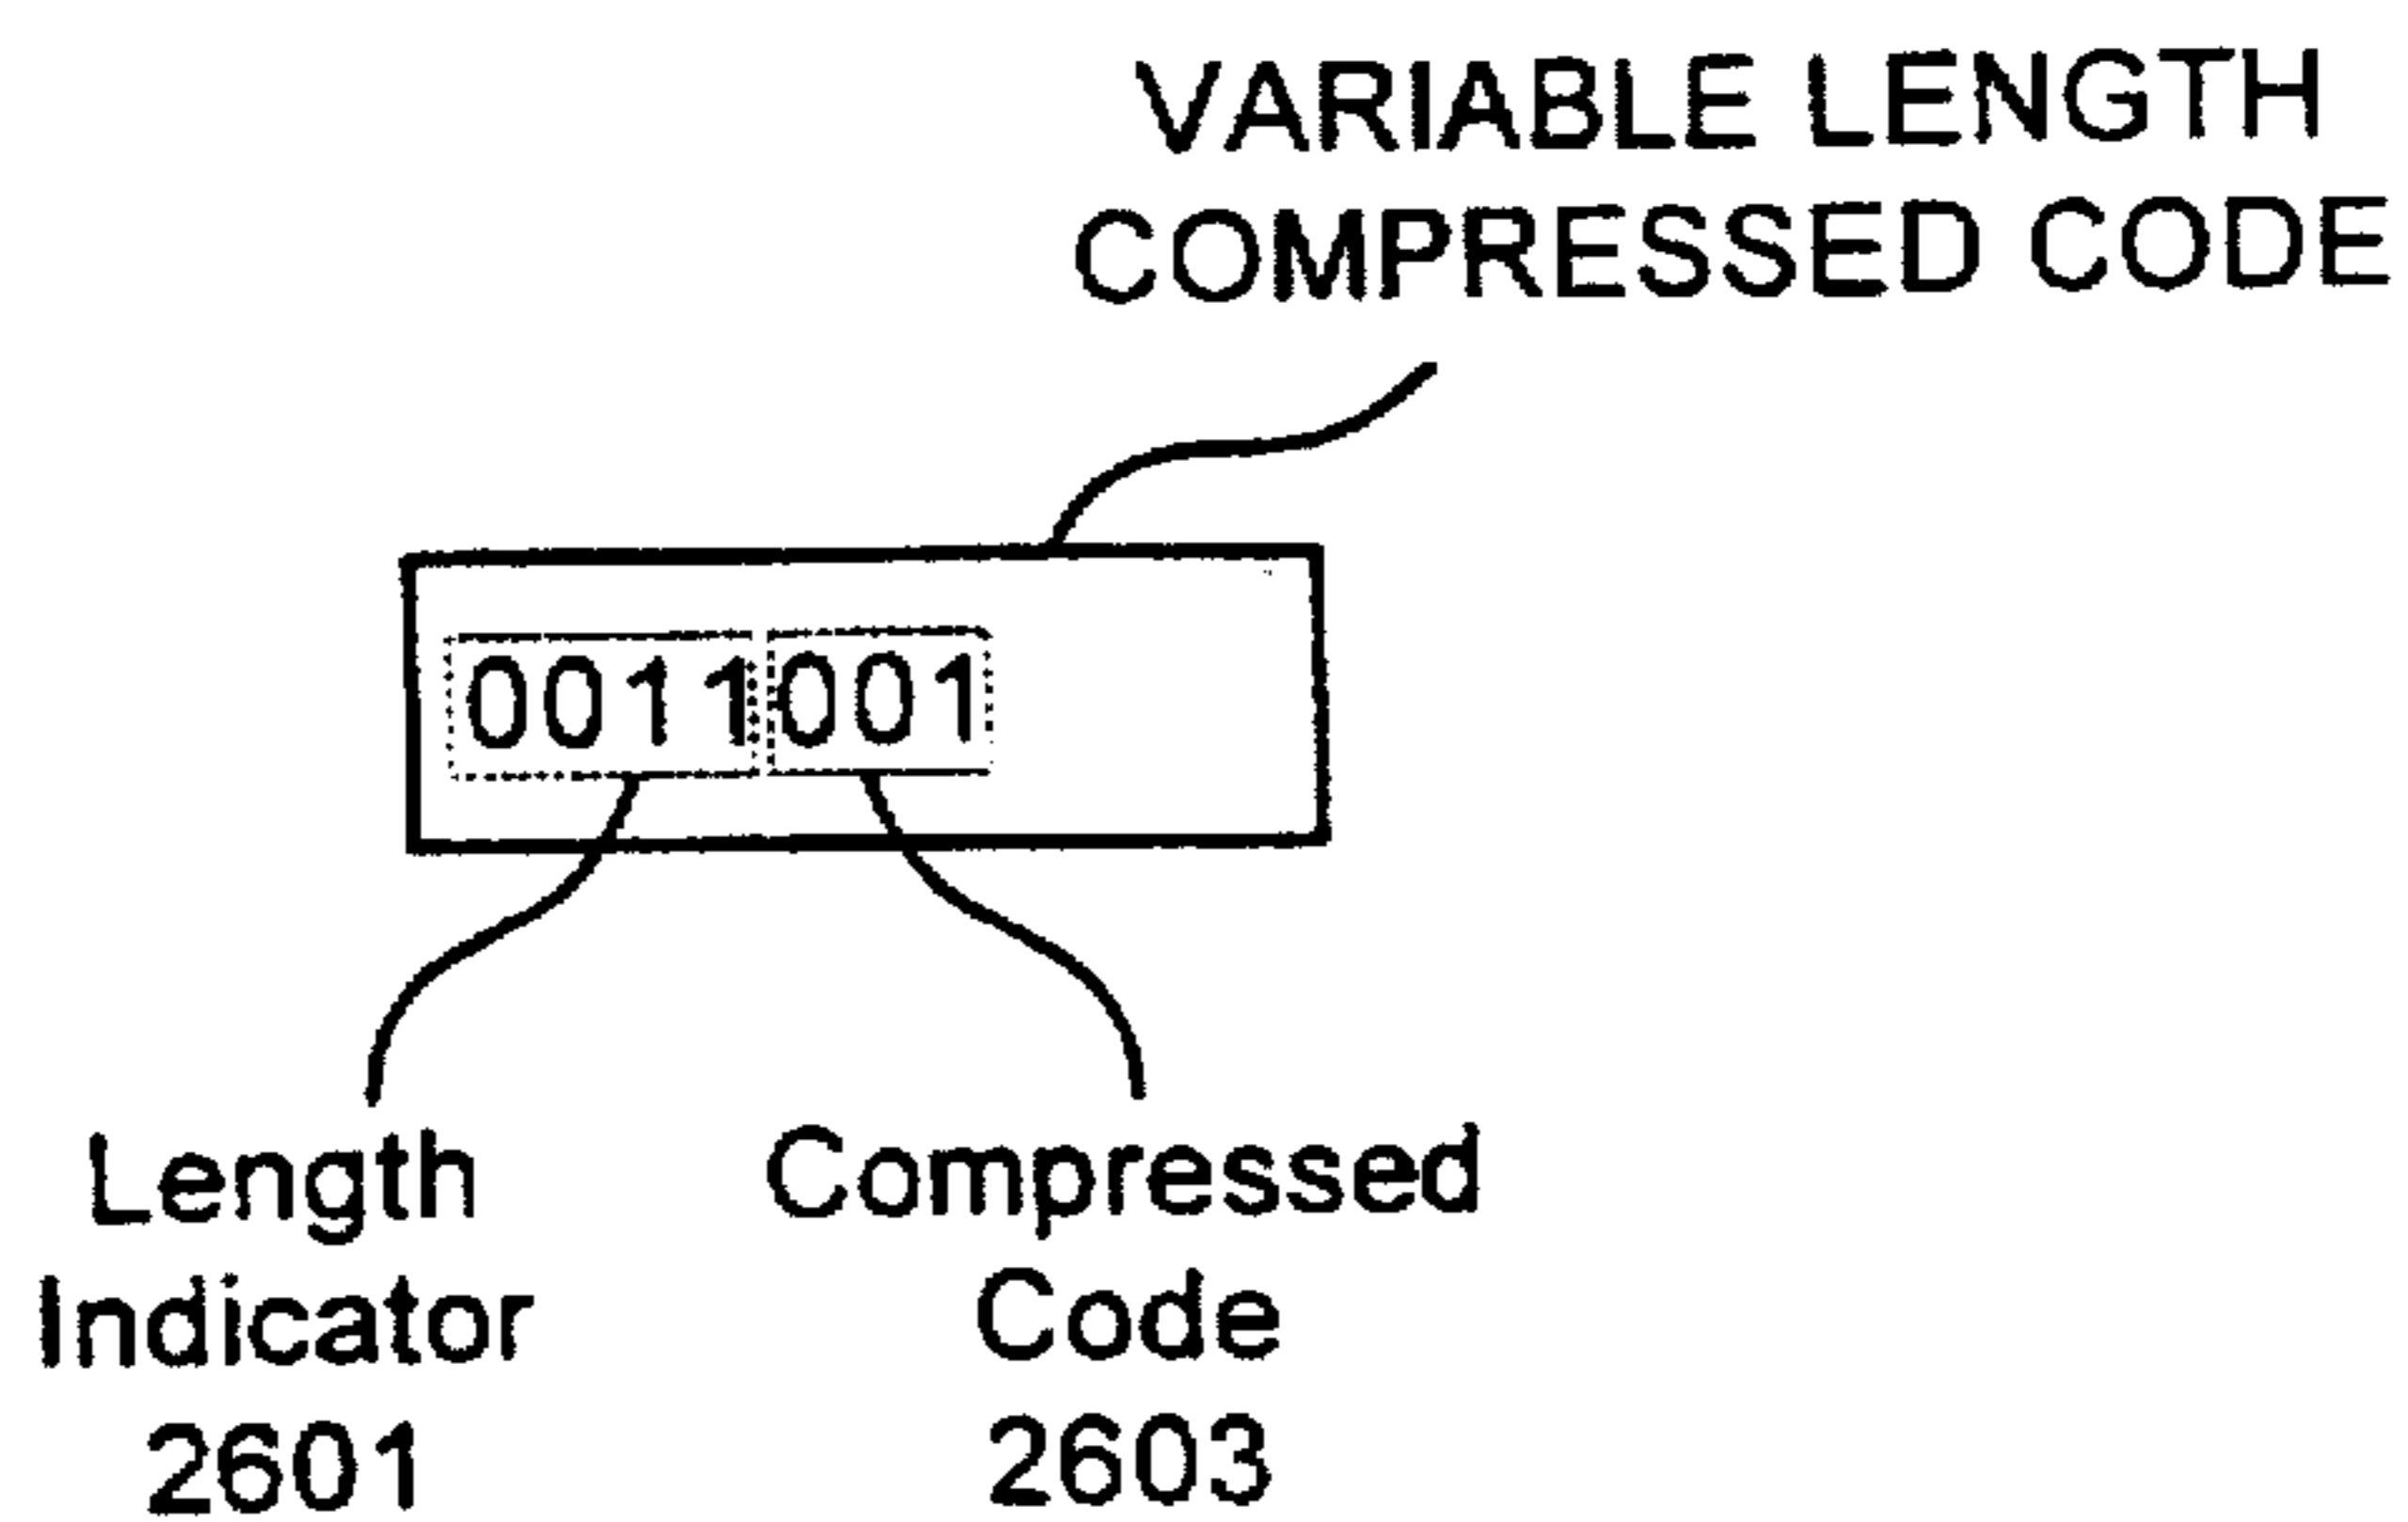 VARIABLE LENGTH
COMPRESSED CODE
0011 001
Length
Indicator
2601
Compressed
Code
2603